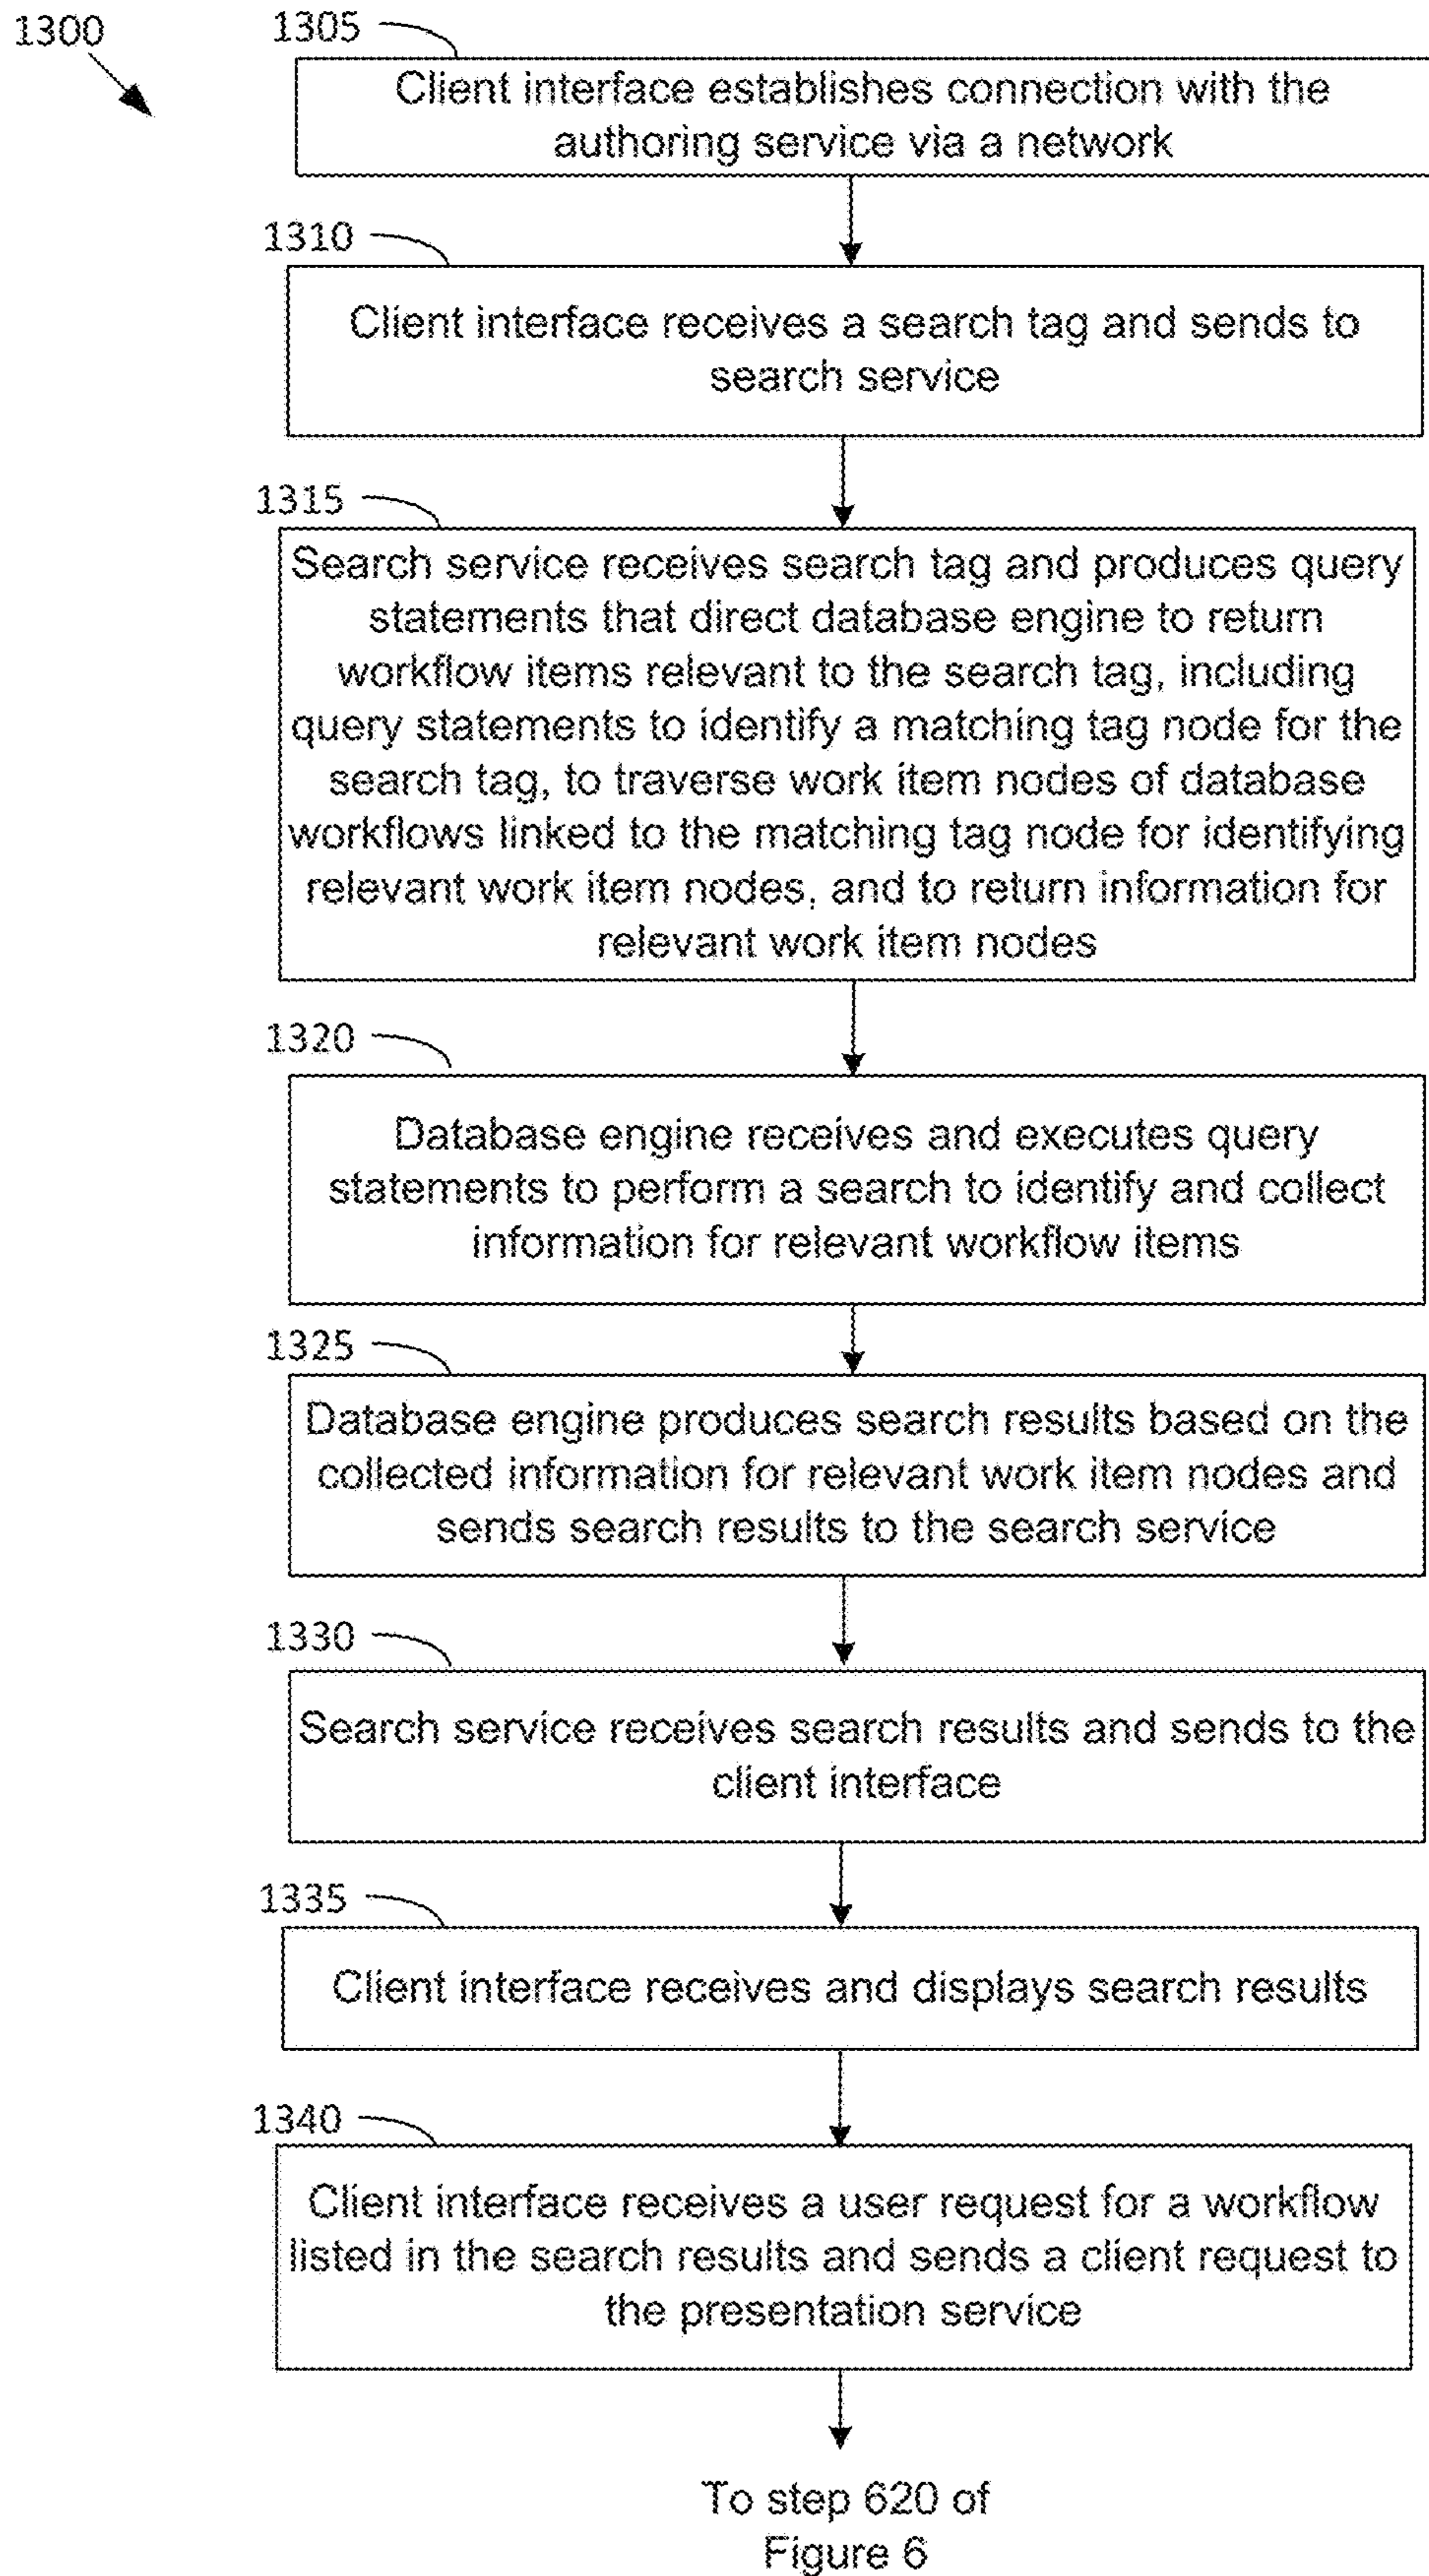 1300
1305
Client interface establishes connection with the
authoring service via a network
1310
Client interface receives a search tag and sends to
search service
1315
Search service receives search tag and produces query
statements that direct database engine to return
workflow items relevant to the search tag, including
query statements to identify a matching tag node for the
search tag, to traverse work item nodes of database
workflows linked to the matching tag node for identifying
relevant work item nodes, and to return information for
relevant work item nodes
1320
Database engine receives and executes query
statements to perform a search to identify and collect
information for relevant workflow items
1325
Database engine produces search results based on the
collected information for relevant work item nodes and
sends search results to the search service
1330
Search service receives search results and sends to the
client interface
1335
Client interface receives and displays search results
1340
Client interface receives a user request for a workflow
listed in the search results and sends a client request to
the presentation service
To step 620 of
Figure 6